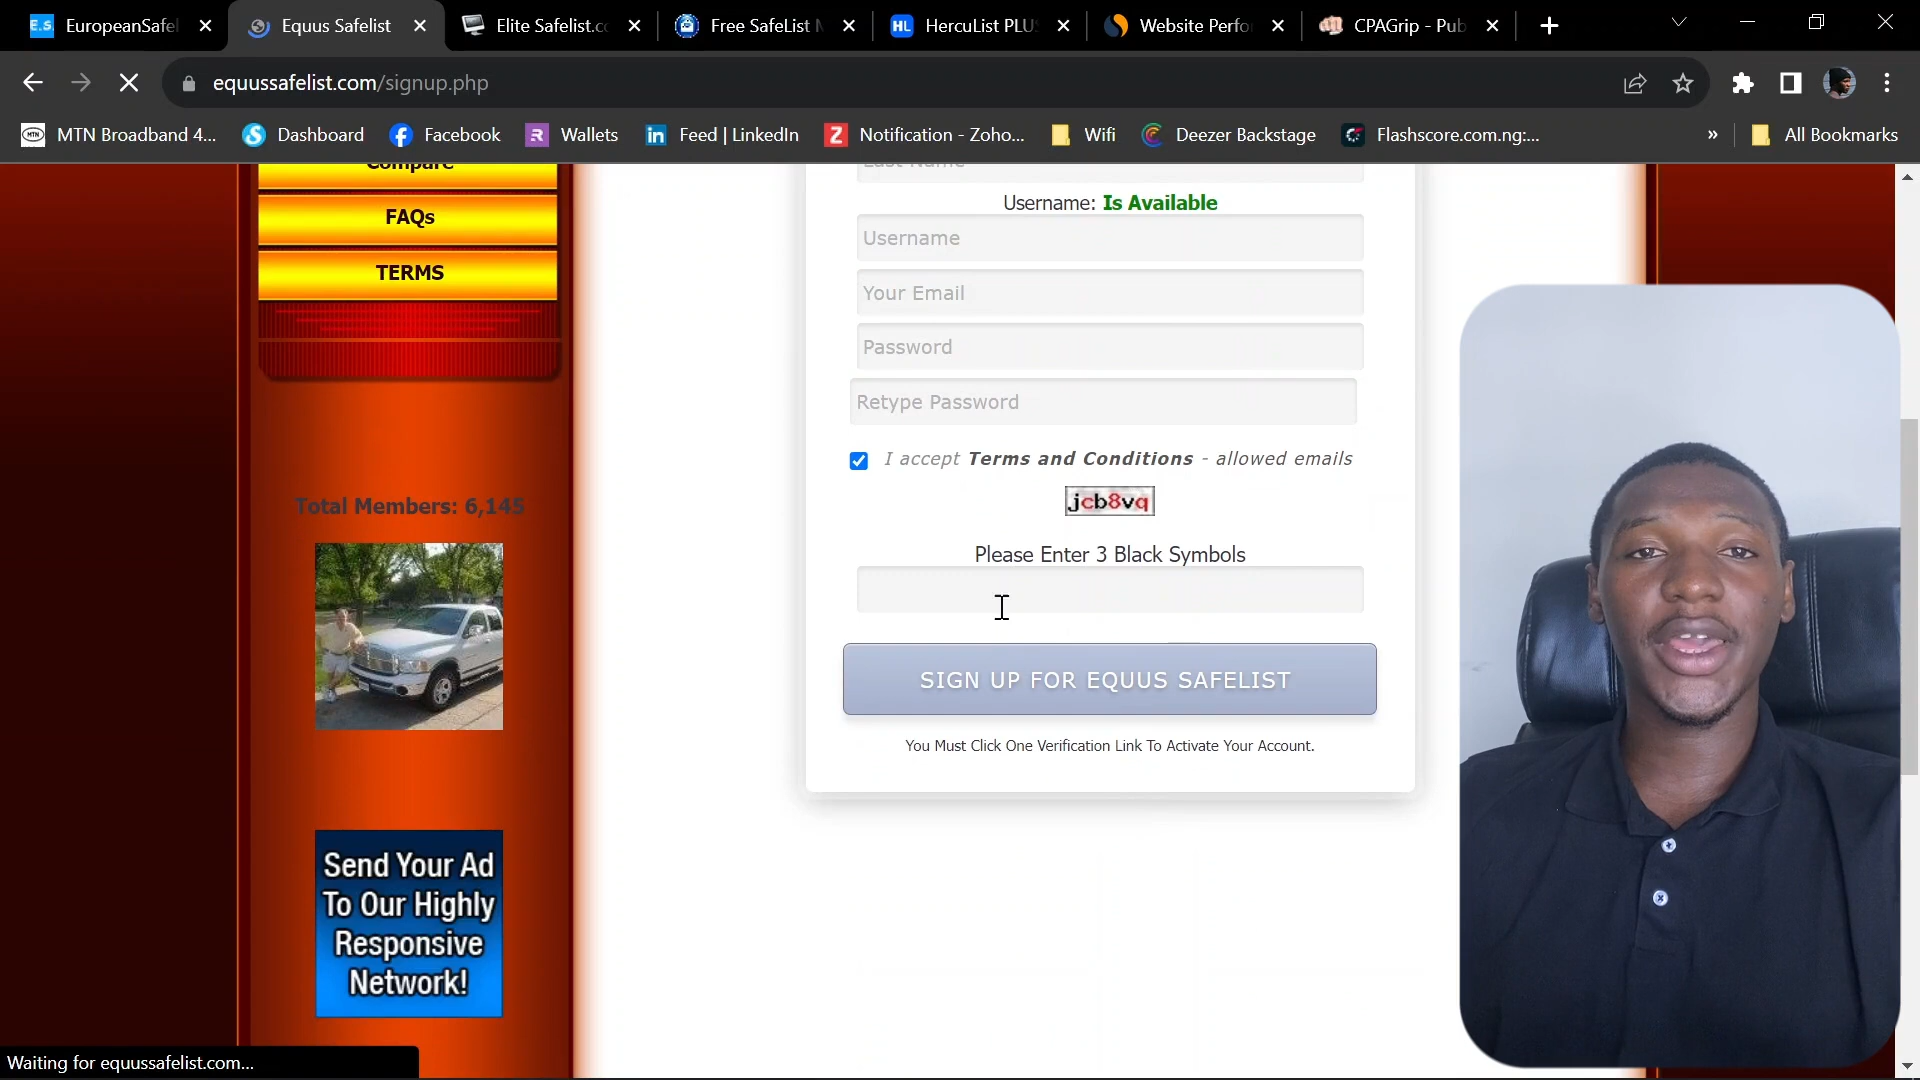 EuropeanSafel
Equus Safelist
Elite Safelist.c
Free SafeList
HercuList PLU
Website Perfo
CPAGrip - Pub
equussafelist.com/signup.php
MTN Broadband 4...
Dashboard
Facebook
Wallets
Feed | LinkedIn
Notification - Zoho...
Wifi
Deezer Backstage
Flashscore.com.ng:...
»
All Bookmarks
Compare
FAQs
TERMS
Total Members: 6,145
Send Your Ad
To Our Highly
Responsive
Network!
Last Name
Username: Is Available
Username
Your Email
Password
Retype Password
I accept Terms and Conditions - allowed emails
jcb8vq
Please Enter 3 Black Symbols
SIGN UP FOR EQUUS SAFELIST
You Must Click One Verification Link To Activate Your Account.
Waiting for equussafelist.com...